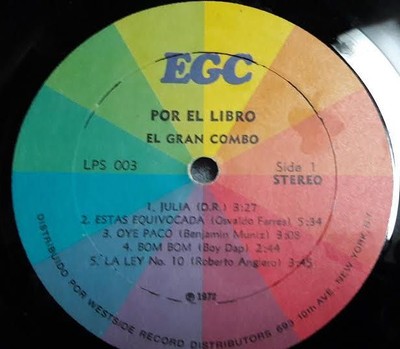 EGC
POR EL LIBRO
EL GRAN COMBO
LPS 003
Side 1
STEREO
1. JULIA (D.R.) 3:27
2. ESTAS EQUIVOCADA (Oswaldo Farres) 5:34
3. OYE PACO (Benjamin Muniz) 3:08
4. BOM BOM (Boy Dap) 2:44
5. LA LEY No. 10 (Roberto Anglero) 3:45
℗ 1972
DISTRIBUIDO POR WESTSIDE RECORD DISTRIBUTORS 693 10th AVE., NEW YORK, N.Y.